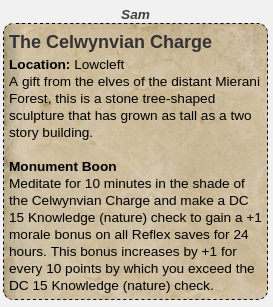 Sam
The Celwynvian Charge
Location: Lowcleft
A gift from the elves of the distant Mierani
Forest, this is a stone tree-shaped
sculpture that has grown as tall as a two
story building.
Monument Boon
Meditate for 10 minutes in the shade of
the Celwynvian Charge and make a DC
15 Knowledge (nature) check to gain a +1
morale bonus on all Reflex saves for 24
hours. This bonus increases by +1 for
every 10 points by which you exceed the
DC 15 Knowledge (nature) check.